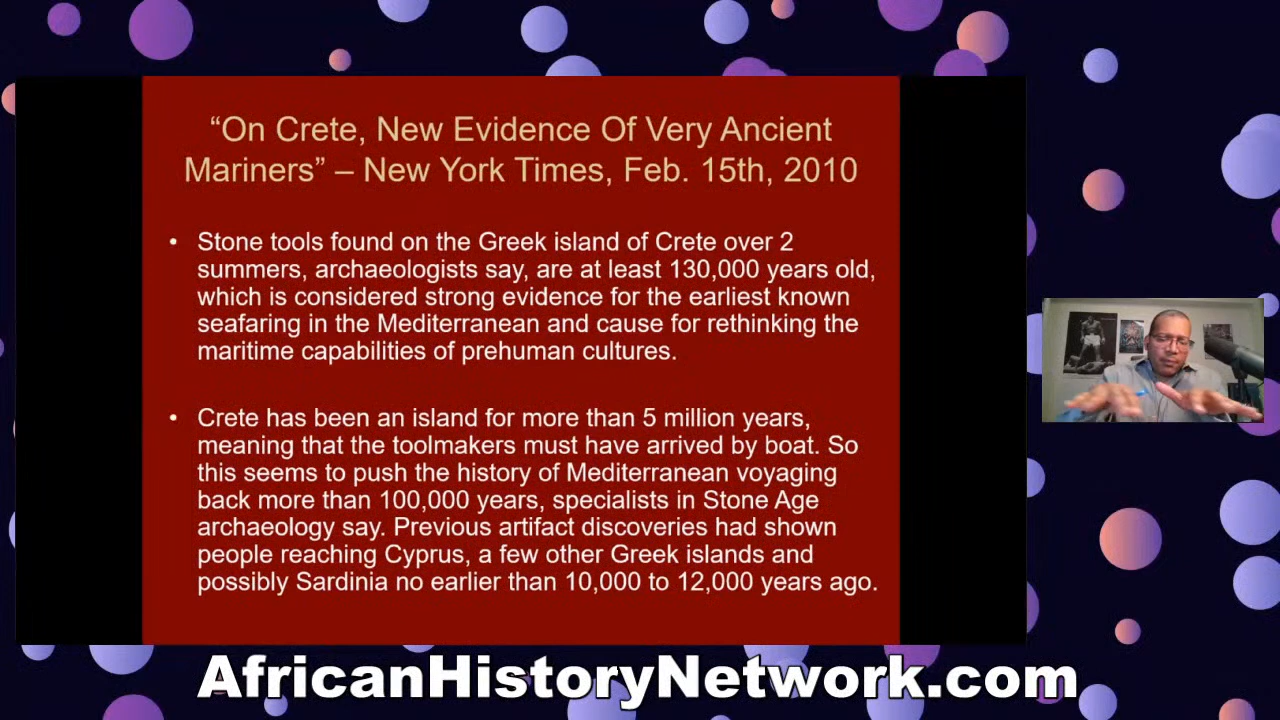 “On Crete, New Evidence Of Very Ancient
Mariners” – New York Times, Feb. 15th, 2010
• Stone tools found on the Greek island of Crete over 2
summers, archaeologists say, are at least 130,000 years old,
which is considered strong evidence for the earliest known
seafaring in the Mediterranean and cause for rethinking the
maritime capabilities of prehuman cultures.
• Crete has been an island for more than 5 million years,
meaning that the toolmakers must have arrived by boat. So
this seems to push the history of Mediterranean voyaging
back more than 100,000 years, specialists in Stone Age
archaeology say. Previous artifact discoveries had shown
people reaching Cyprus, a few other Greek islands and
possibly Sardinia no earlier than 10,000 to 12,000 years ago.
AfricanHistoryNetwork.com